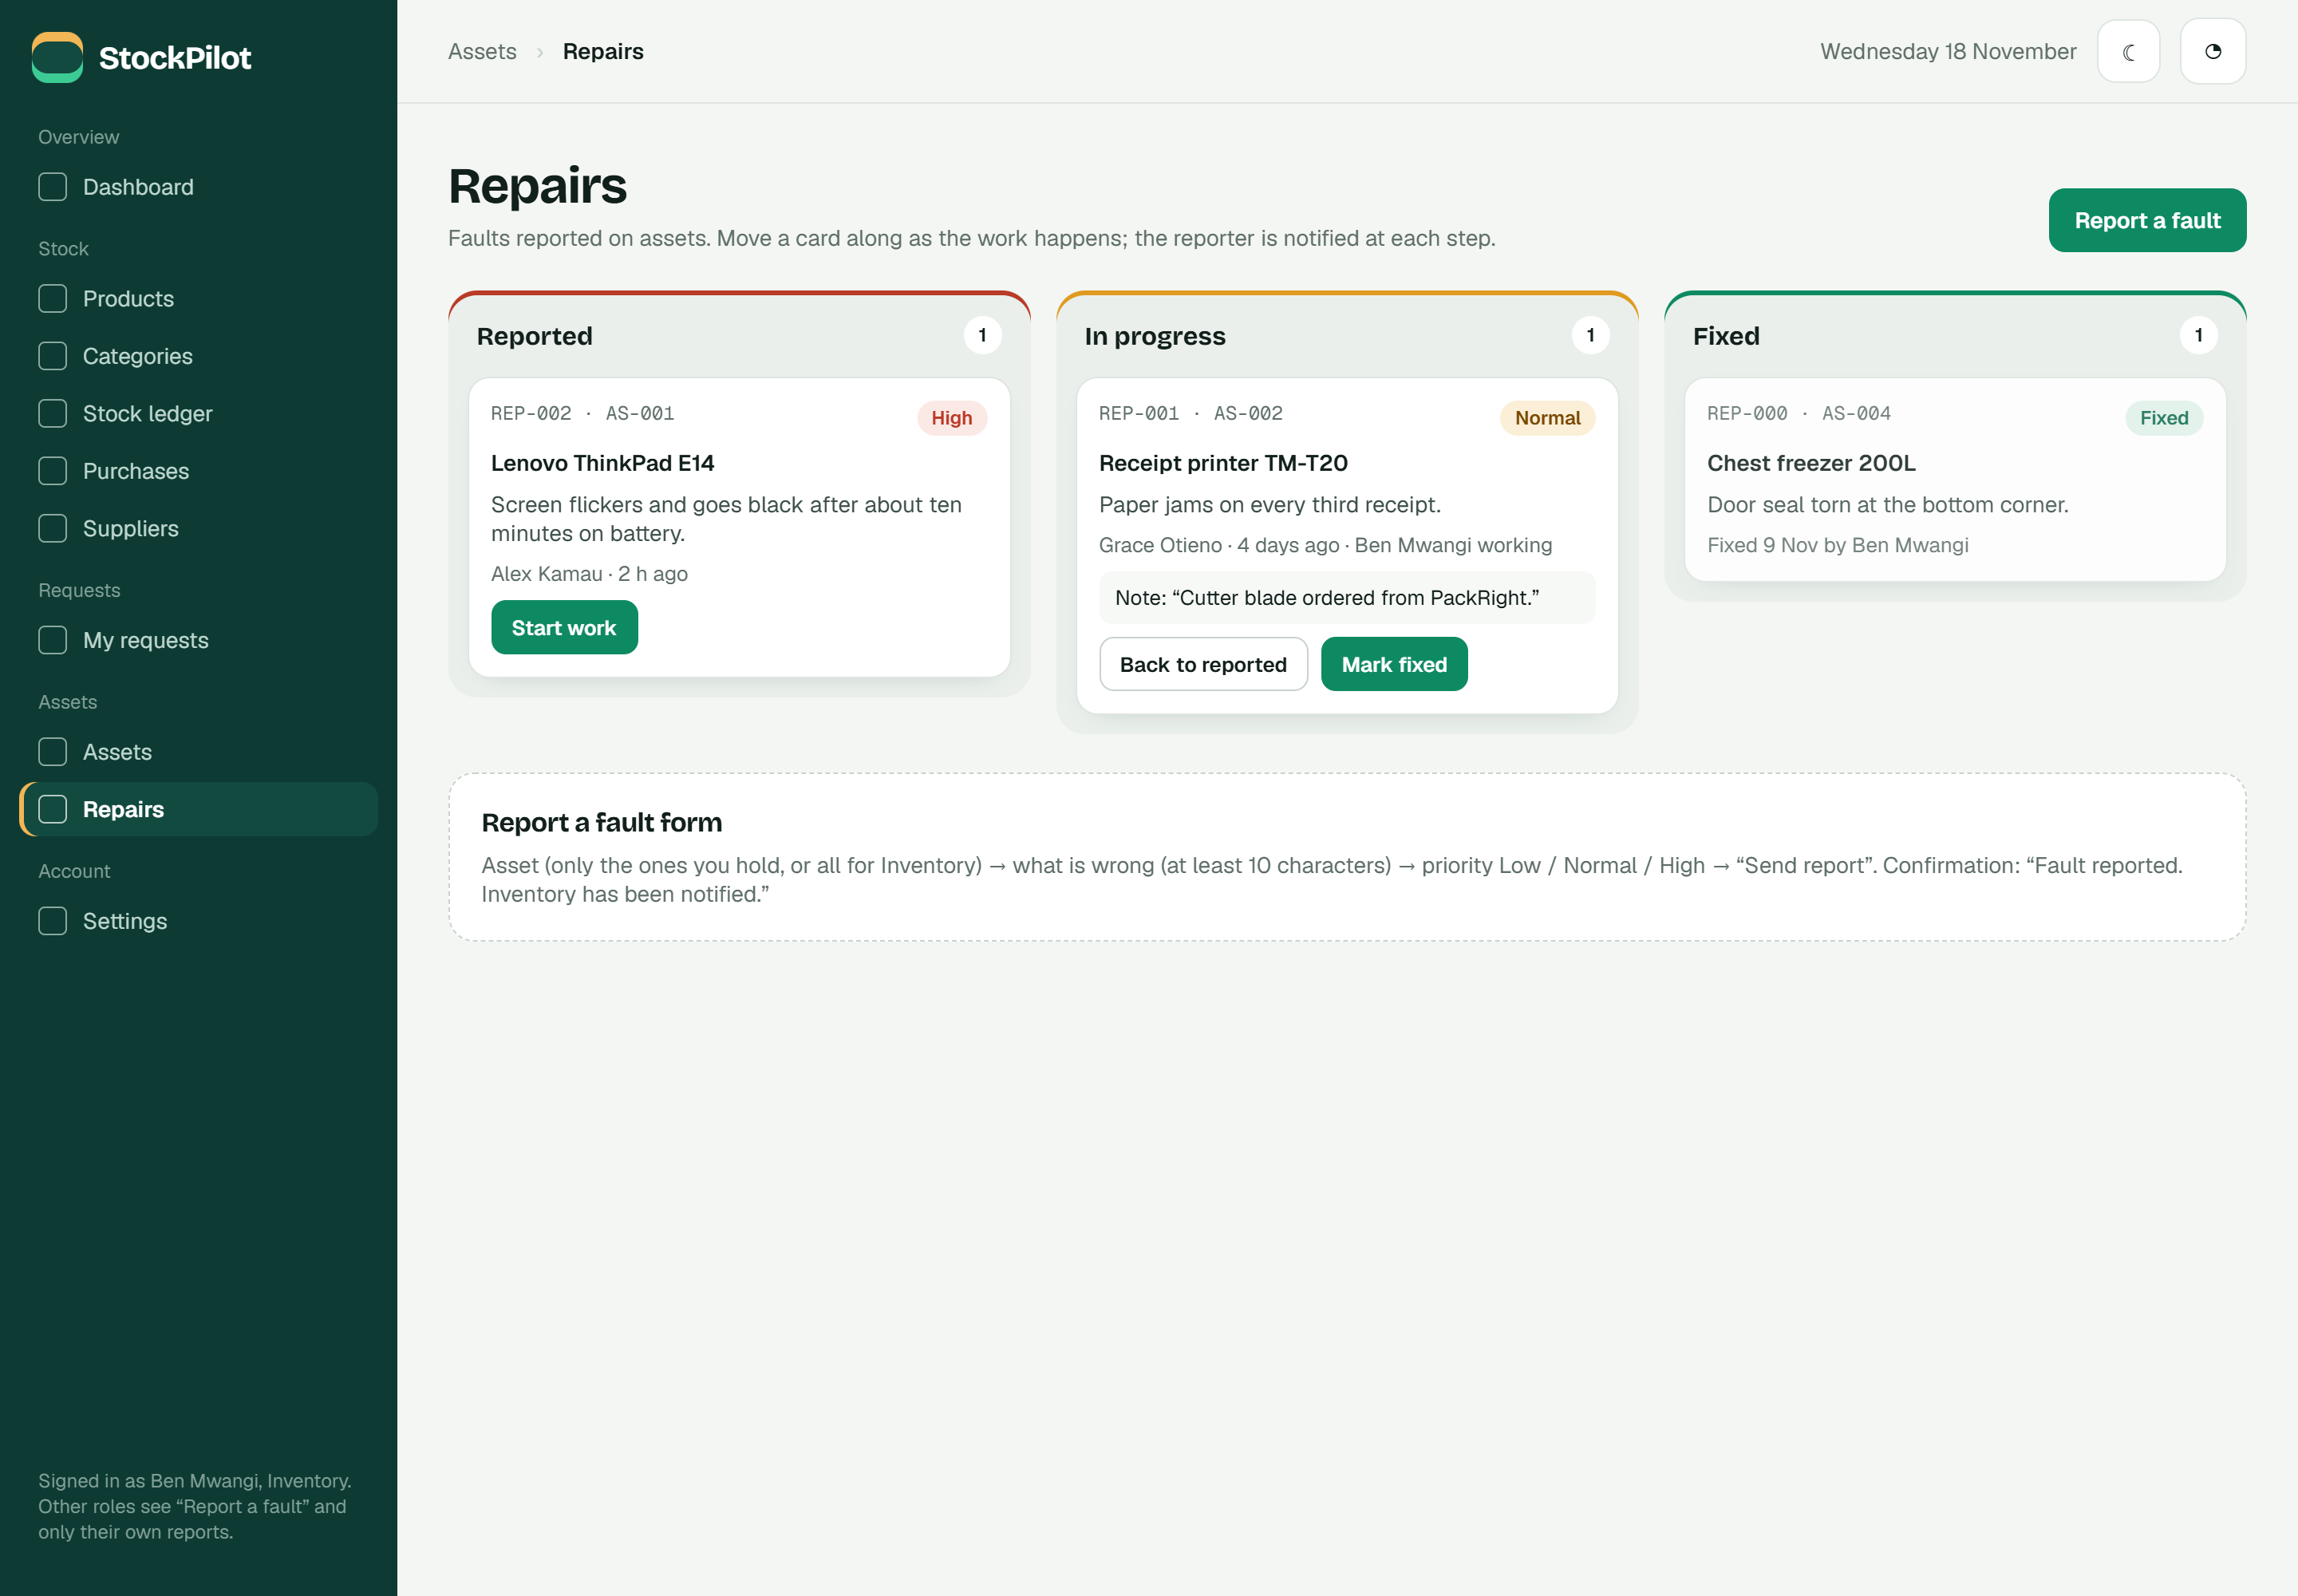 StockPilot
Overview
Dashboard
Stock
Products
Categories
Stock ledger
Purchases
Suppliers
Requests
My requests
Assets
Assets
Repairs
Account
Settings
Signed in as Ben Mwangi, Inventory.
Other roles see “Report a fault” and
only their own reports.
Assets › Repairs
Wednesday 18 November
Repairs
Faults reported on assets. Move a card along as the work happens; the reporter is notified at each step.
Report a fault
Reported 1
REP-002 · AS-001 High
Lenovo ThinkPad E14
Screen flickers and goes black after about ten
minutes on battery.
Alex Kamau · 2 h ago
Start work
In progress 1
REP-001 · AS-002 Normal
Receipt printer TM-T20
Paper jams on every third receipt.
Grace Otieno · 4 days ago · Ben Mwangi working
Note: “Cutter blade ordered from PackRight.”
Back to reported Mark fixed
Fixed 1
REP-000 · AS-004 Fixed
Chest freezer 200L
Door seal torn at the bottom corner.
Fixed 9 Nov by Ben Mwangi
Report a fault form
Asset (only the ones you hold, or all for Inventory) → what is wrong (at least 10 characters) → priority Low / Normal / High → “Send report”. Confirmation: “Fault reported.
Inventory has been notified.”